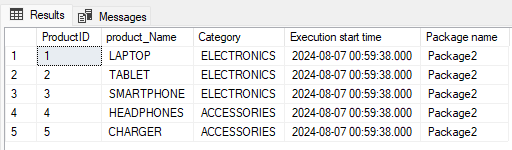 Results Messages
ProductID product_Name Category Execution start time Package name
1 1 LAPTOP ELECTRONICS 2024-08-07 00:59:38.000 Package2
2 2 TABLET ELECTRONICS 2024-08-07 00:59:38.000 Package2
3 3 SMARTPHONE ELECTRONICS 2024-08-07 00:59:38.000 Package2
4 4 HEADPHONES ACCESSORIES 2024-08-07 00:59:38.000 Package2
5 5 CHARGER ACCESSORIES 2024-08-07 00:59:38.000 Package2